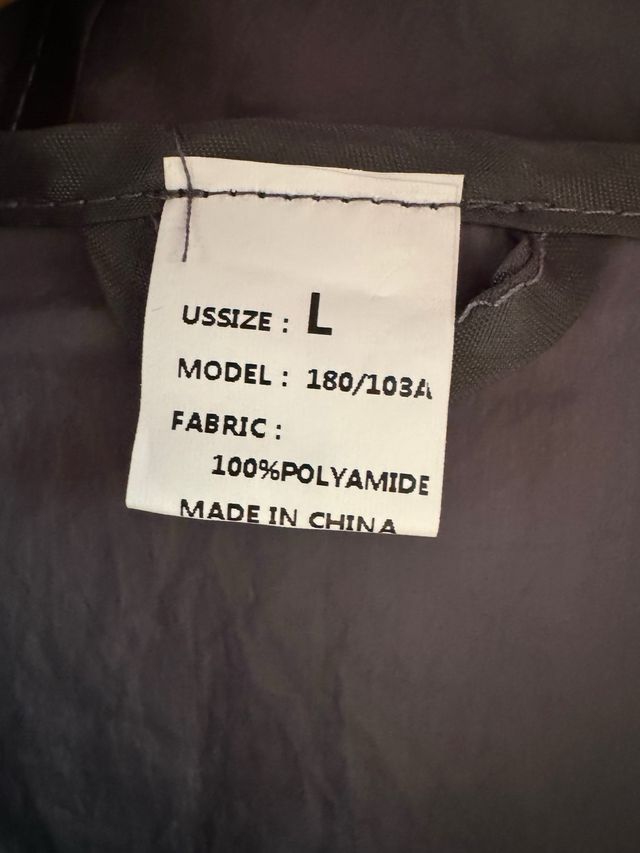 USSIZE : L
MODEL : 180/103A
FABRIC :
100%POLYAMIDE
MADE IN CHINA